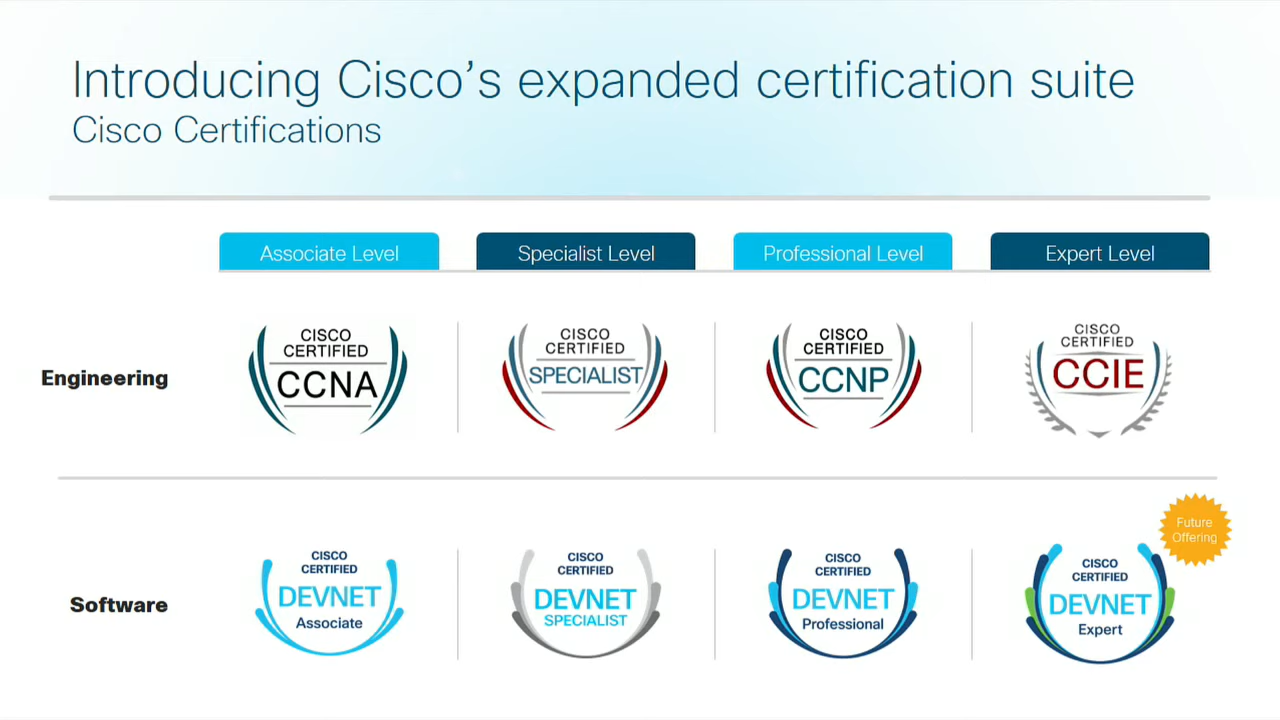 Introducing Cisco's expanded certification suite
Cisco Certifications
Associate Level
Specialist Level
Professional Level
Expert Level
Engineering
CISCO
CERTIFIED
CCNA
CISCO
CERTIFIED
SPECIALIST
CISCO
CERTIFIED
CCNP
CISCO
CERTIFIED
CCIE
Software
CISCO
CERTIFIED
DEVNET
Associate
CISCO
CERTIFIED
DEVNET
SPECIALIST
CISCO
CERTIFIED
DEVNET
Professional
Future
Offering
CISCO
CERTIFIED
DEVNET
Expert